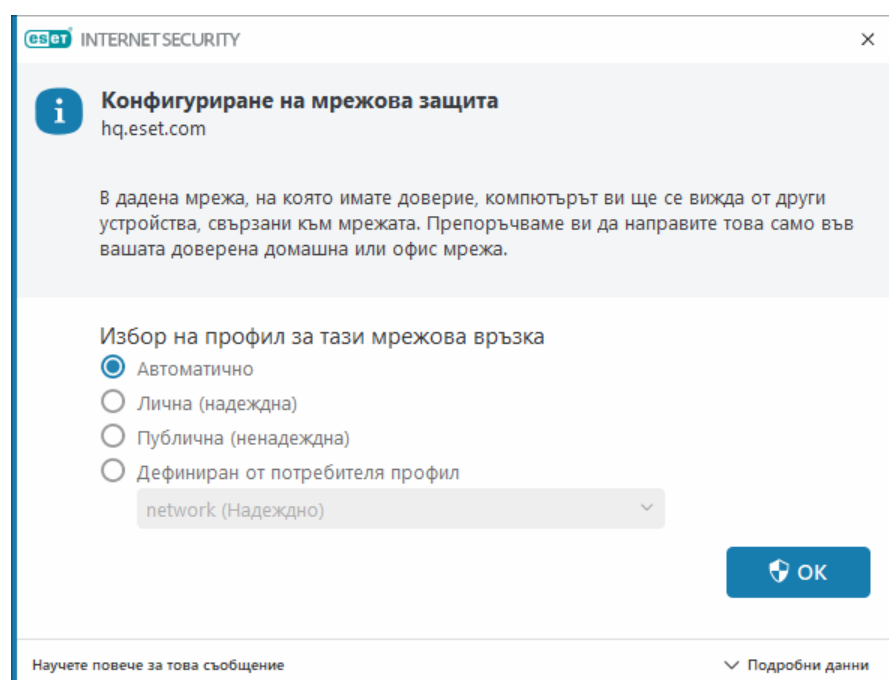 eseT INTERNET SECURITY
Конфигуриране на мрежова защита
hq.eset.com
В дадена мрежа, на която имате доверие, компютърът ви ще се вижда от други
устройства, свързани към мрежата. Препоръчваме ви да направите това само във
вашата доверена домашна или офис мрежа.
Избор на профил за тази мрежова връзка
Автоматично
Лична (надеждна)
Публична (ненадеждна)
Дефиниран от потребителя профил
network (Надеждно)
ОК
Научете повече за това съобщение
Подробни данни